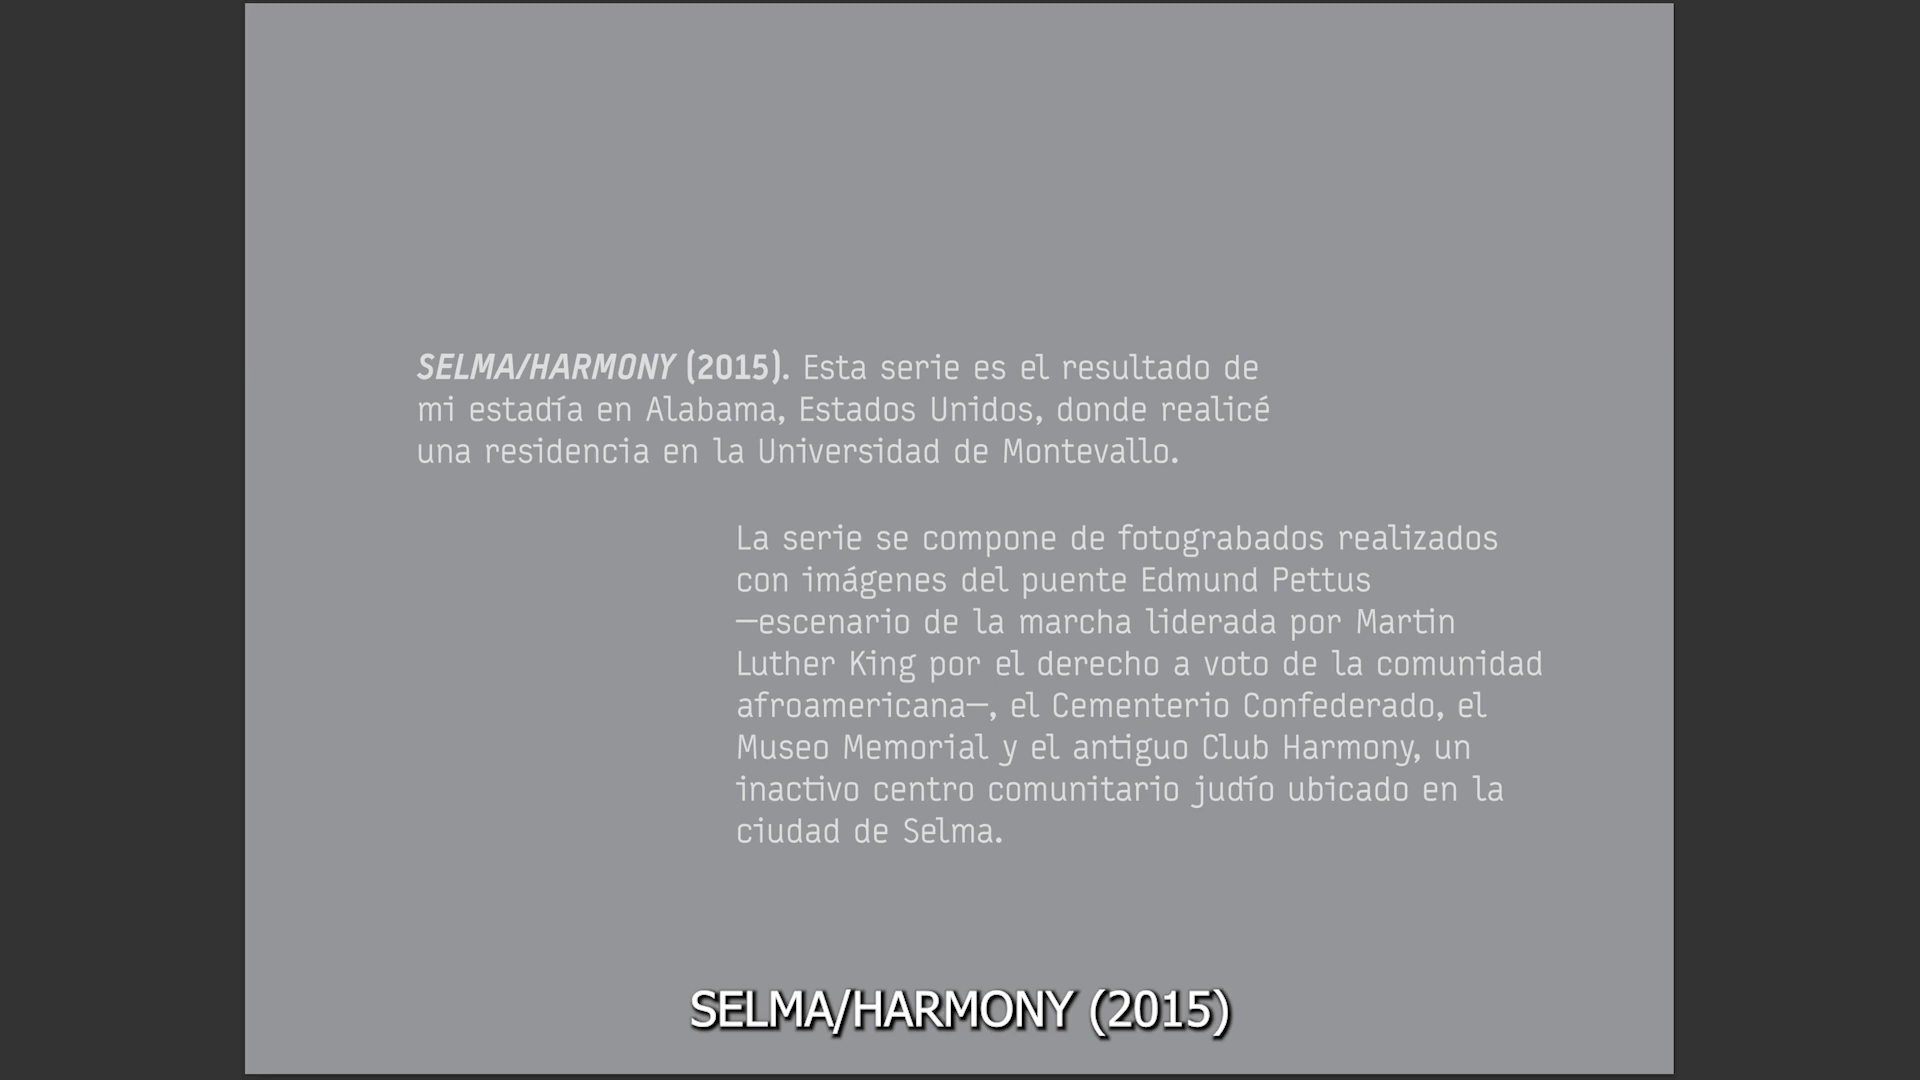 SELMA/HARMONY (2015). Esta serie es el resultado de
mi estadía en Alabama, Estados Unidos, donde realicé
una residencia en la Universidad de Montevallo.
La serie se compone de fotograbados realizados
con imágenes del puente Edmund Pettus
—escenario de la marcha liderada por Martin
Luther King por el derecho a voto de la comunidad
afroamericana—, el Cementerio Confederado, el
Museo Memorial y el antiguo Club Harmony, un
inactivo centro comunitario judío ubicado en la
ciudad de Selma.
SELMA/HARMONY (2015)